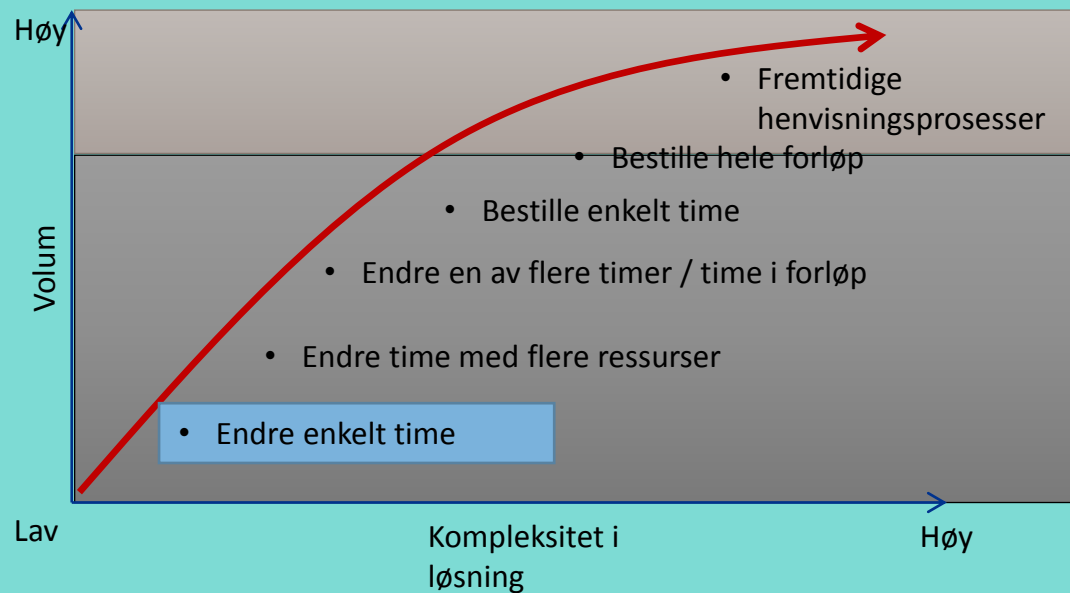 Høy
• Fremtidige
henvisningsprosesser
• Bestille hele forløp
• Bestille enkelt time
Volum
• Endre en av flere timer / time i forløp
• Endre time med flere ressurser
• Endre enkelt time
Lav
Kompleksitet i
løsning
Høy